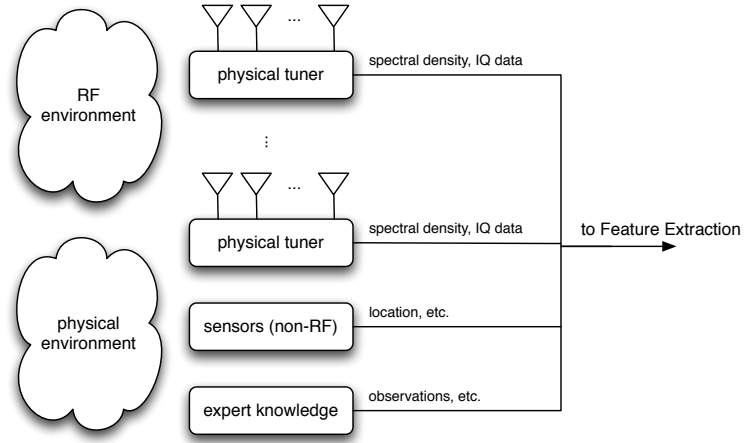 ...
physical tuner
spectral density, IQ data
RF
environment
...
...
physical tuner
spectral density, IQ data
to Feature Extraction
physical
environment
sensors (non-RF)
location, etc.
expert knowledge
observations, etc.